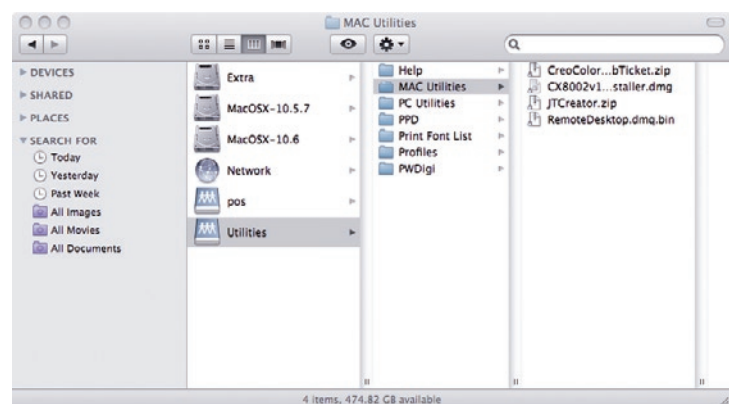 MAC Utilities
DEVICES
SHARED
PLACES
SEARCH FOR
Today
Yesterday
Past Week
All Images
All Movies
All Documents
Extra
MacOSX-10.5.7
MacOSX-10.6
Network
pos
Utilities
Help
MAC Utilities
PC Utilities
PPD
Print Font List
Profiles
PWDigi
CreoColor...bTicket.zip
CX8002v1...staller.dmg
JTCreator.zip
RemoteDesktop.dmg.bin
4 items, 474.82 GB available